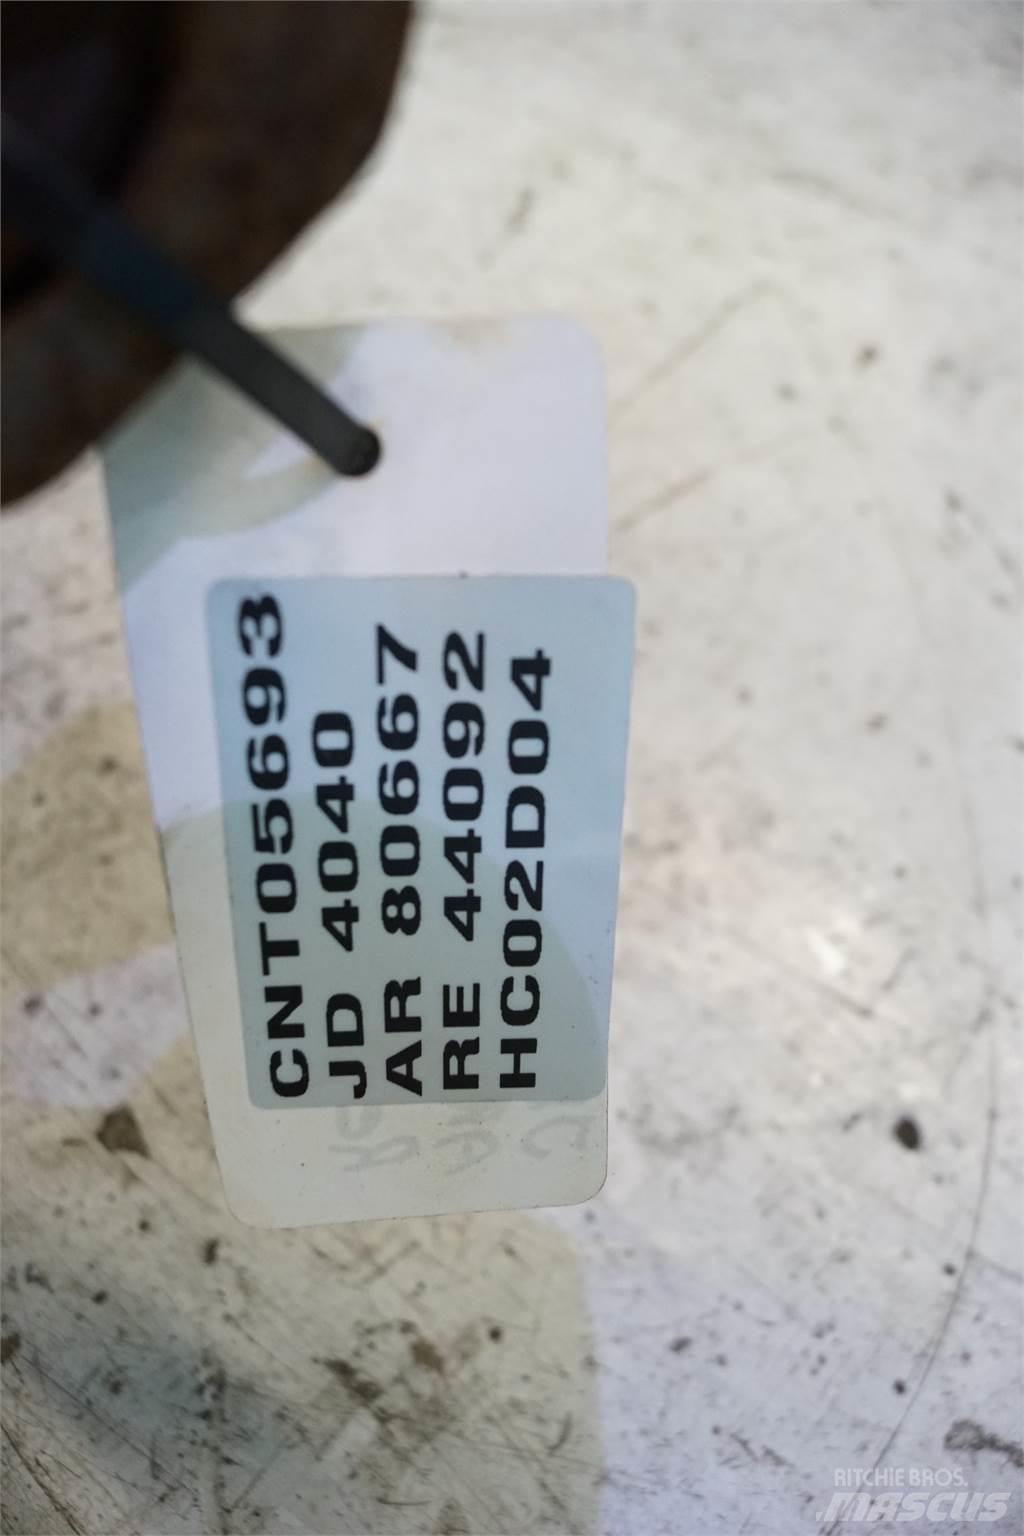 CNT05693
JD 4040
AR 80667
RE 44092
HC02D04
RITCHIE BROS.
MASCUS